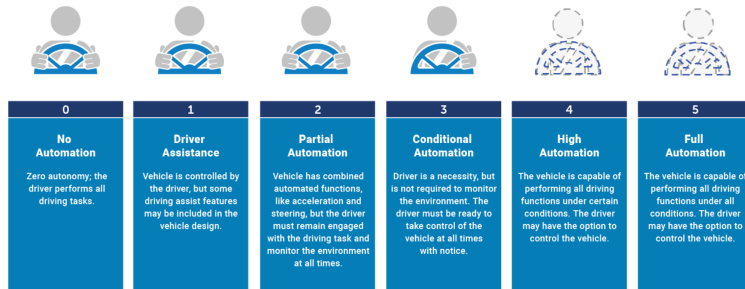 0
No
Automation
Zero autonomy; the
driver performs all
driving tasks.
1
Driver
Assistance
Vehicle is controlled by
the driver, but some
driving assist features
may be included in the
vehicle design.
2
Partial
Automation
Vehicle has combined
automated functions,
like acceleration and
steering, but the driver
must remain engaged
with the driving task and
monitor the environment
at all times.
3
Conditional
Automation
Driver is a necessity, but
is not required to monitor
the environment. The
driver must be ready to
take control of the
vehicle at all times
with notice.
4
High
Automation
The vehicle is capable of
performing all driving
functions under certain
conditions. The driver
may have the option to
control the vehicle.
5
Full
Automation
The vehicle is capable of
performing all driving
functions under all
conditions. The driver
may have the option to
control the vehicle.